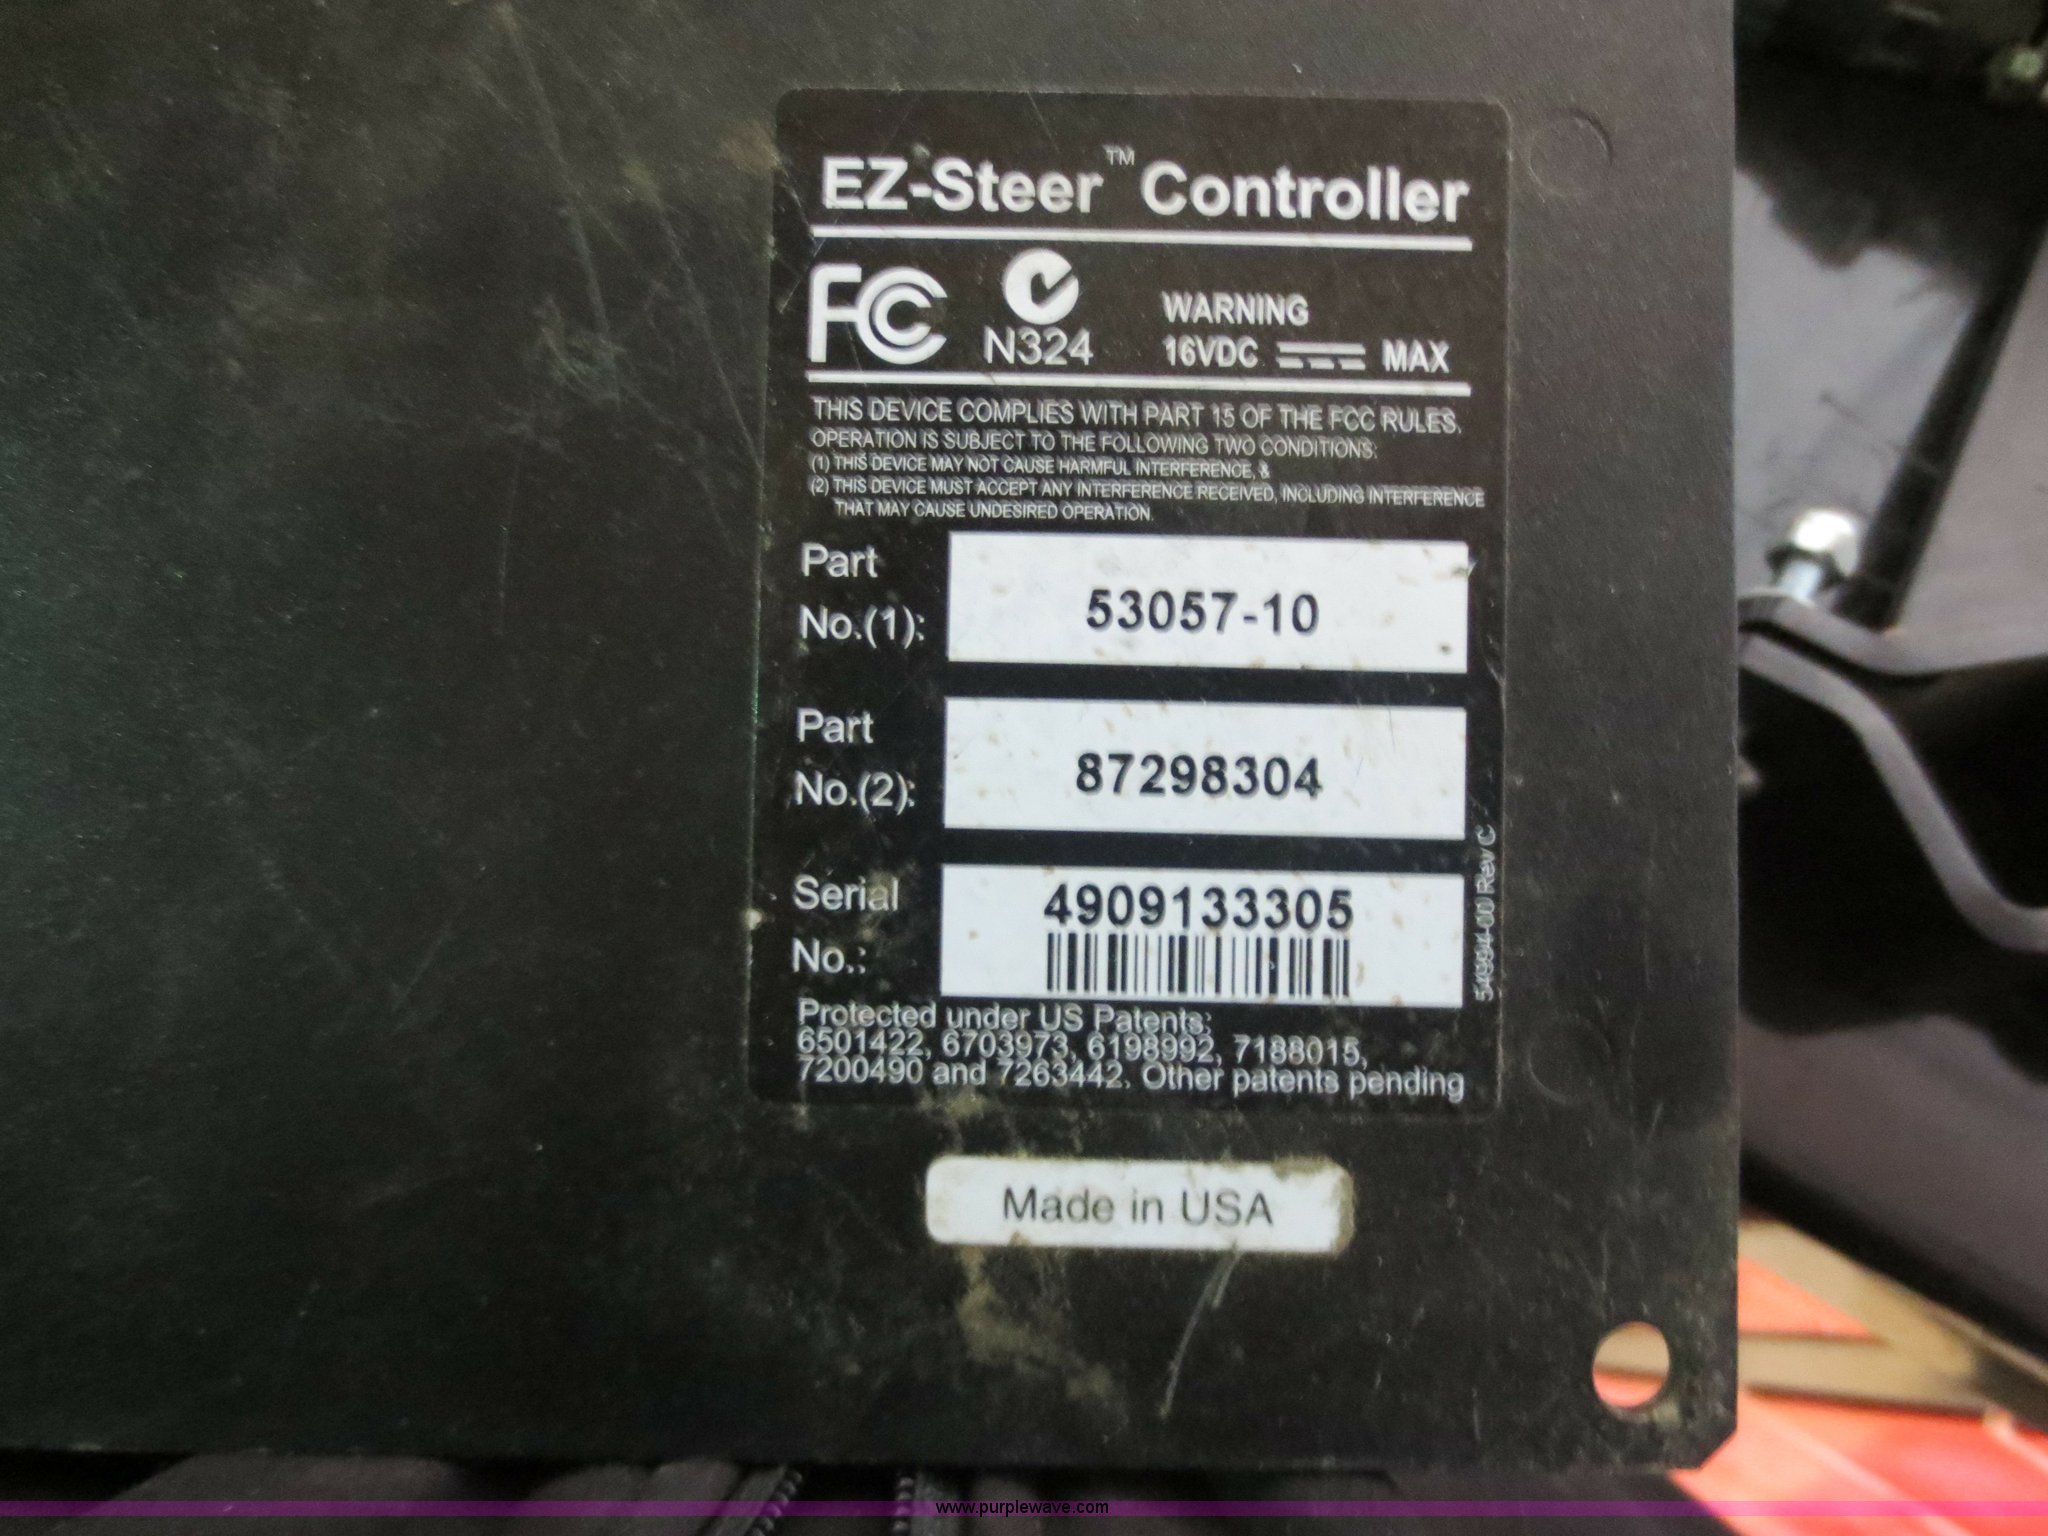 EZ-Steer™ Controller
FC
N324
WARNING
16VDC MAX
THIS DEVICE COMPLIES WITH PART 15 OF THE FCC RULES.
OPERATION IS SUBJECT TO THE FOLLOWING TWO CONDITIONS:
(1) THIS DEVICE MAY NOT CAUSE HARMFUL INTERFERENCE, &
(2) THIS DEVICE MUST ACCEPT ANY INTERFERENCE RECEIVED, INCLUDING INTERFERENCE
THAT MAY CAUSE UNDESIRED OPERATION.
Part
No.(1):
53057-10
Part
No.(2):
87298304
Serial
No.:
4909133305
54994-00 Rev C
Protected under US Patents:
6501422, 6703973, 6198992, 7188015,
7200490 and 7263442. Other patents pending
Made in USA
www.purplewave.com